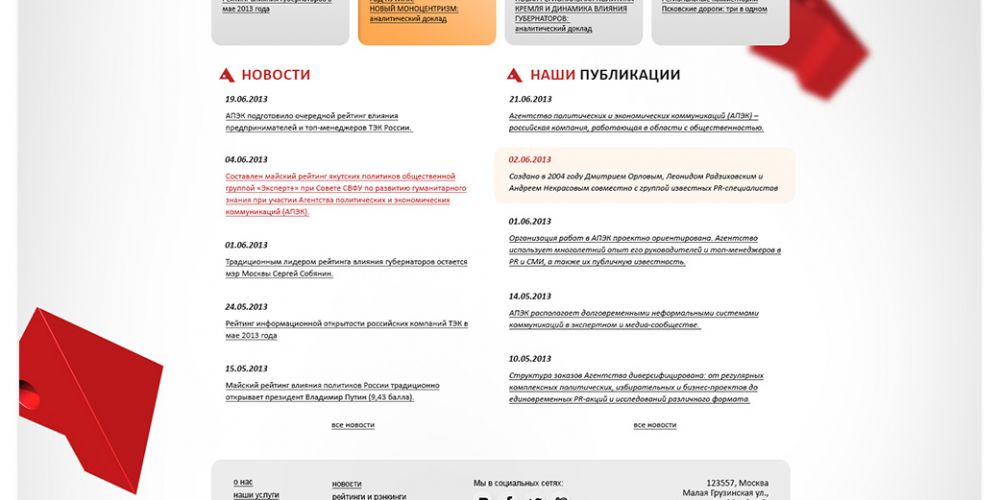 мае 2013 года
НОВЫЙ МОНОЦЕНТРИЗМ:
аналитический доклад
КРЕМЛЯ И ДИНАМИКА ВЛИЯНИЯ
ГУБЕРНАТОРОВ:
аналитический доклад
Псковские дороги: три в одном
НОВОСТИ
19.06.2013
АПЭК подготовило очередной рейтинг влияния
предпринимателей и топ-менеджеров ТЭК России.
04.06.2013
Составлен майский рейтинг якутских политиков общественной
группой «Эксперт+» при Совете СВФУ по развитию гуманитарного
знания при участии Агентства политических и экономических
коммуникаций (АПЭК).
01.06.2013
Традиционным лидером рейтинга влияния губернаторов остается
мэр Москвы Сергей Собянин.
24.05.2013
Рейтинг информационной открытости российских компаний ТЭК в
мае 2013 года
15.05.2013
Майский рейтинг влияния политиков России традиционно
открывает президент Владимир Путин (9,43 балла).
все новости
НАШИ ПУБЛИКАЦИИ
21.06.2013
Агентство политических и экономических коммуникаций (АПЭК) –
российская компания, работающая в области с общественностью.
02.06.2013
Создано в 2004 году Дмитрием Орловым, Леонидом Радзиховским и
Андреем Некрасовым совместно с группой известных PR-специалистов
01.06.2013
Организация работ в АПЭК проектно ориентирована. Агентство
использует многолетний опыт его руководителей и топ-менеджеров в
PR и СМИ, а также их публичную известность.
14.05.2013
АПЭК располагает долговременными неформальными системами
коммуникаций в экспертном и медиа-сообществе.
10.05.2013
Структура заказов Агентства диверсифицирована: от регулярных
комплексных политических, избирательных и бизнес-проектов до
единовременных PR-акций и исследований различного формата.
все новости
о нас
наши услуги
новости
рейтинги и рэнкинги
Мы в социальных сетях:
123557, Москва
Малая Грузинская ул.,